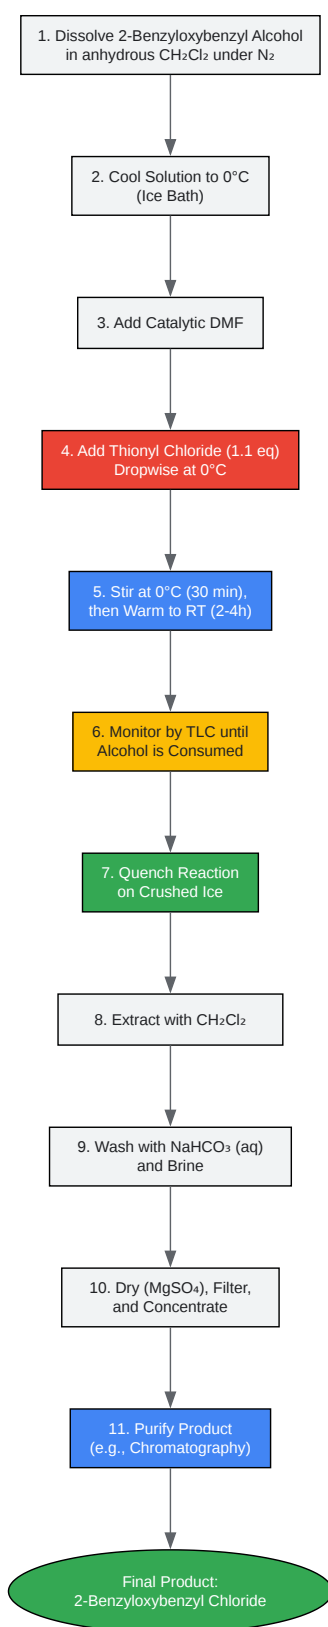 1. Dissolve 2-Benzyloxybenzyl Alcohol
in anhydrous CH₂Cl₂ under N₂
2. Cool Solution to 0°C
(Ice Bath)
3. Add Catalytic DMF
4. Add Thionyl Chloride (1.1 eq)
Dropwise at 0°C
5. Stir at 0°C (30 min),
then Warm to RT (2-4h)
6. Monitor by TLC until
Alcohol is Consumed
7. Quench Reaction
on Crushed Ice
8. Extract with CH₂Cl₂
9. Wash with NaHCO₃ (aq)
and Brine
10. Dry (MgSO₄), Filter,
and Concentrate
11. Purify Product
(e.g., Chromatography)
Final Product:
2-Benzyloxybenzyl Chloride